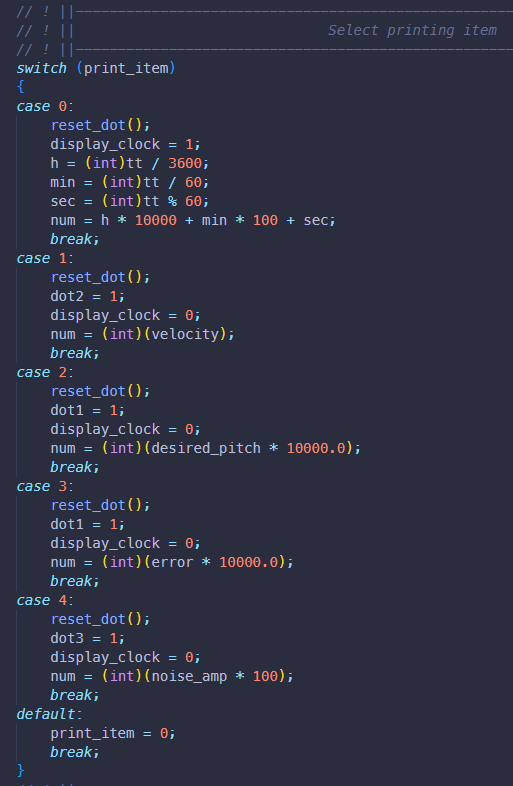 // ! ||————————————————————————————————
// ! ||                              Select printing item
// ! ||————————————————————————————————
switch (print_item)
{
case 0:
    reset_dot();
    display_clock = 1;
    h = (int)tt / 3600;
    min = (int)tt / 60;
    sec = (int)tt % 60;
    num = h * 10000 + min * 100 + sec;
    break;
case 1:
    reset_dot();
    dot2 = 1;
    display_clock = 0;
    num = (int)(velocity);
    break;
case 2:
    reset_dot();
    dot1 = 1;
    display_clock = 0;
    num = (int)(desired_pitch * 10000.0);
    break;
case 3:
    reset_dot();
    dot1 = 1;
    display_clock = 0;
    num = (int)(error * 10000.0);
    break;
case 4:
    reset_dot();
    dot3 = 1;
    display_clock = 0;
    num = (int)(noise_amp * 100);
    break;
default:
    print_item = 0;
    break;
}